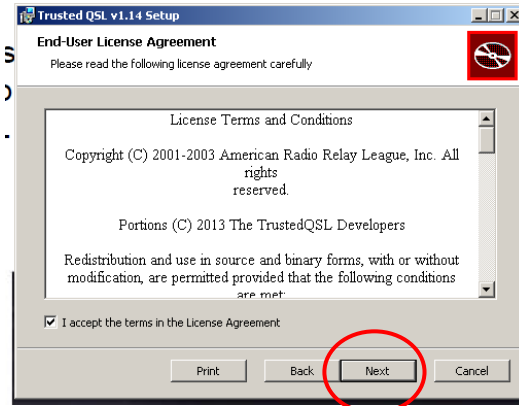 Trusted QSL v1.14 Setup
End-User License Agreement
Please read the following license agreement carefully
License Terms and Conditions
Copyright (C) 2001-2003 American Radio Relay League, Inc. All
rights
reserved.
Portions (C) 2013 The TrustedQSL Developers
Redistribution and use in source and binary forms, with or without
modification, are permitted provided that the following conditions
are met:
I accept the terms in the License Agreement
Print Back Next Cancel